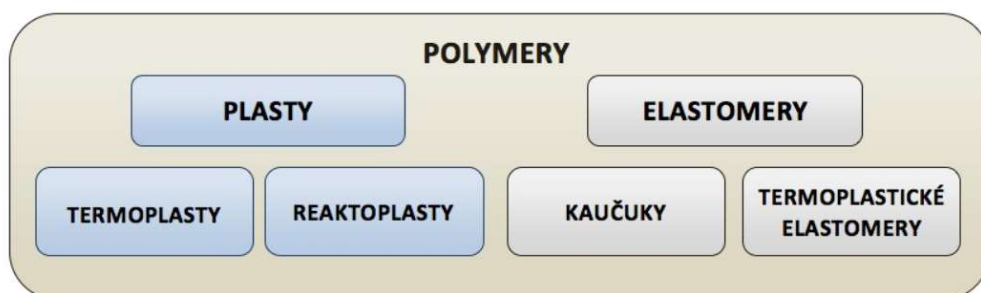 POLYMERY
PLASTY
ELASTOMERY
TERMOPLASTY
REAKTOPLASTY
KAUČUKY
TERMOPLASTICKÉ
ELASTOMERY